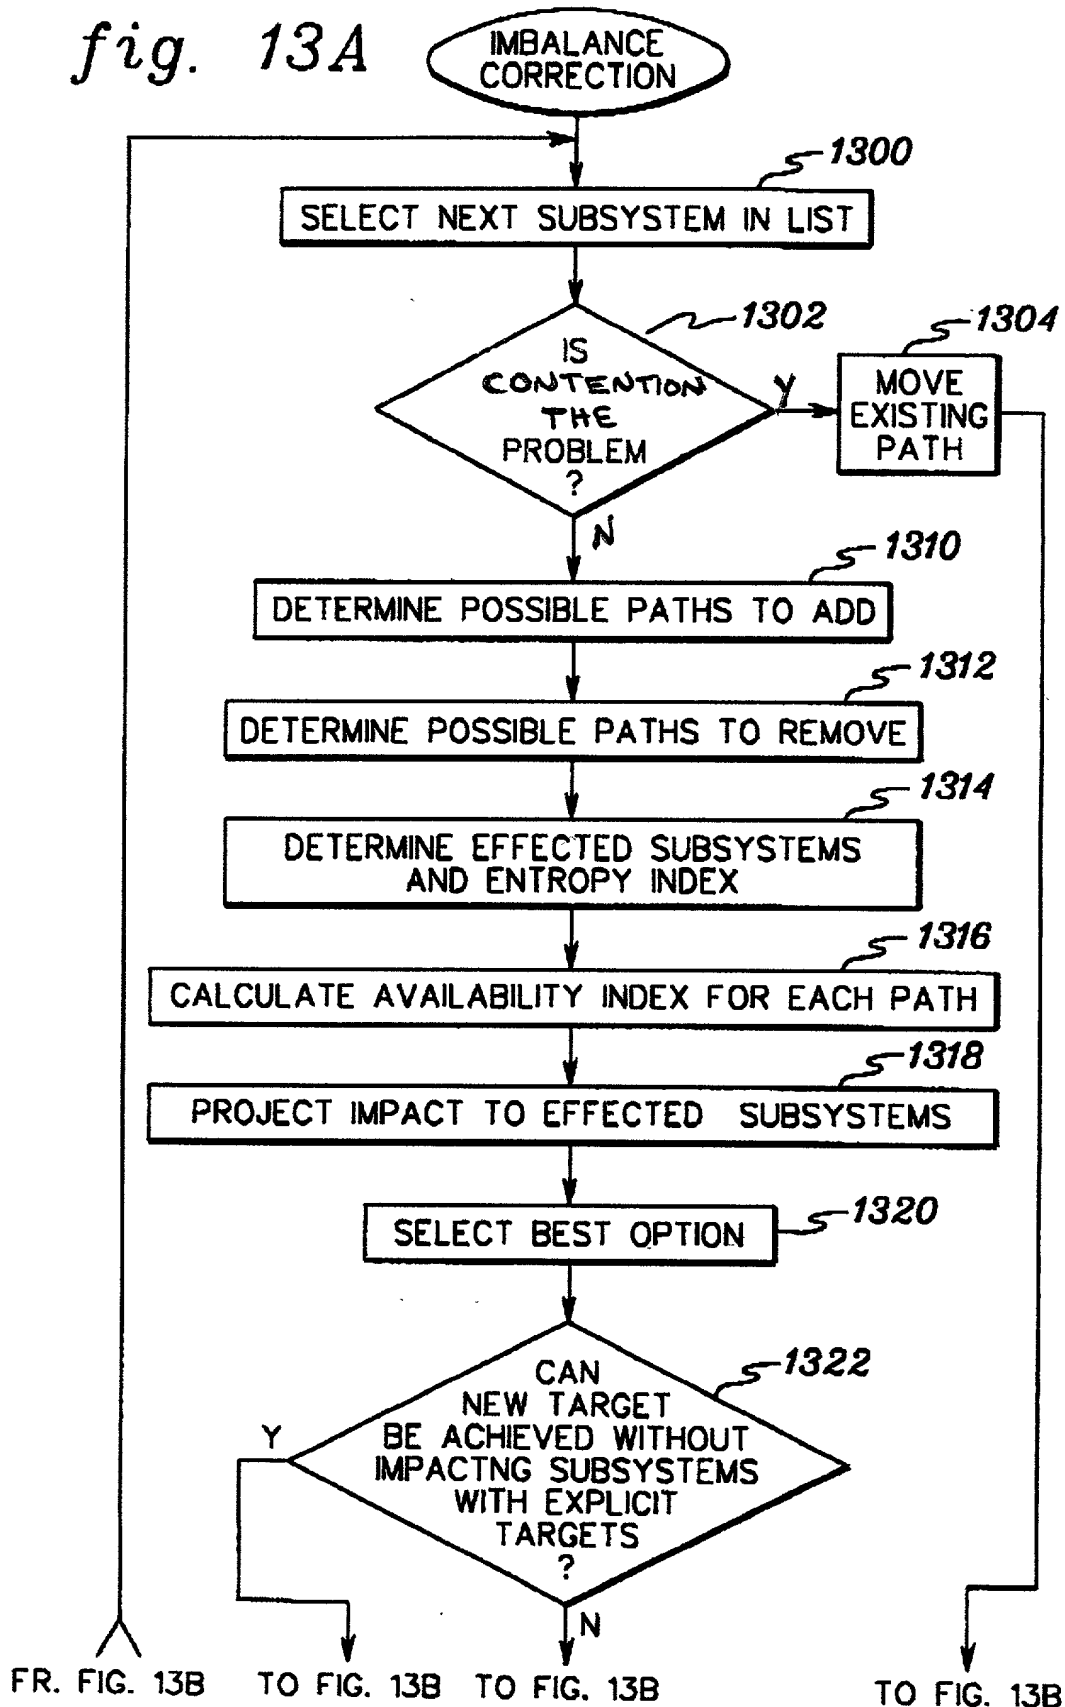 fig. 13A
IMBALANCE
CORRECTION
1300
SELECT NEXT SUBSYSTEM IN LIST
1302
IS
CONTENTION
THE
PROBLEM
?
Y
1304
MOVE
EXISTING
PATH
N
1310
DETERMINE POSSIBLE PATHS TO ADD
1312
DETERMINE POSSIBLE PATHS TO REMOVE
1314
DETERMINE EFFECTED SUBSYSTEMS
AND ENTROPY INDEX
1316
CALCULATE AVAILABILITY INDEX FOR EACH PATH
1318
PROJECT IMPACT TO EFFECTED SUBSYSTEMS
1320
SELECT BEST OPTION
1322
CAN
NEW TARGET
BE ACHIEVED WITHOUT
IMPACTNG SUBSYSTEMS
WITH EXPLICIT
TARGETS
?
Y
N
FR. FIG. 13B
TO FIG. 13B
TO FIG. 13B
TO FIG. 13B